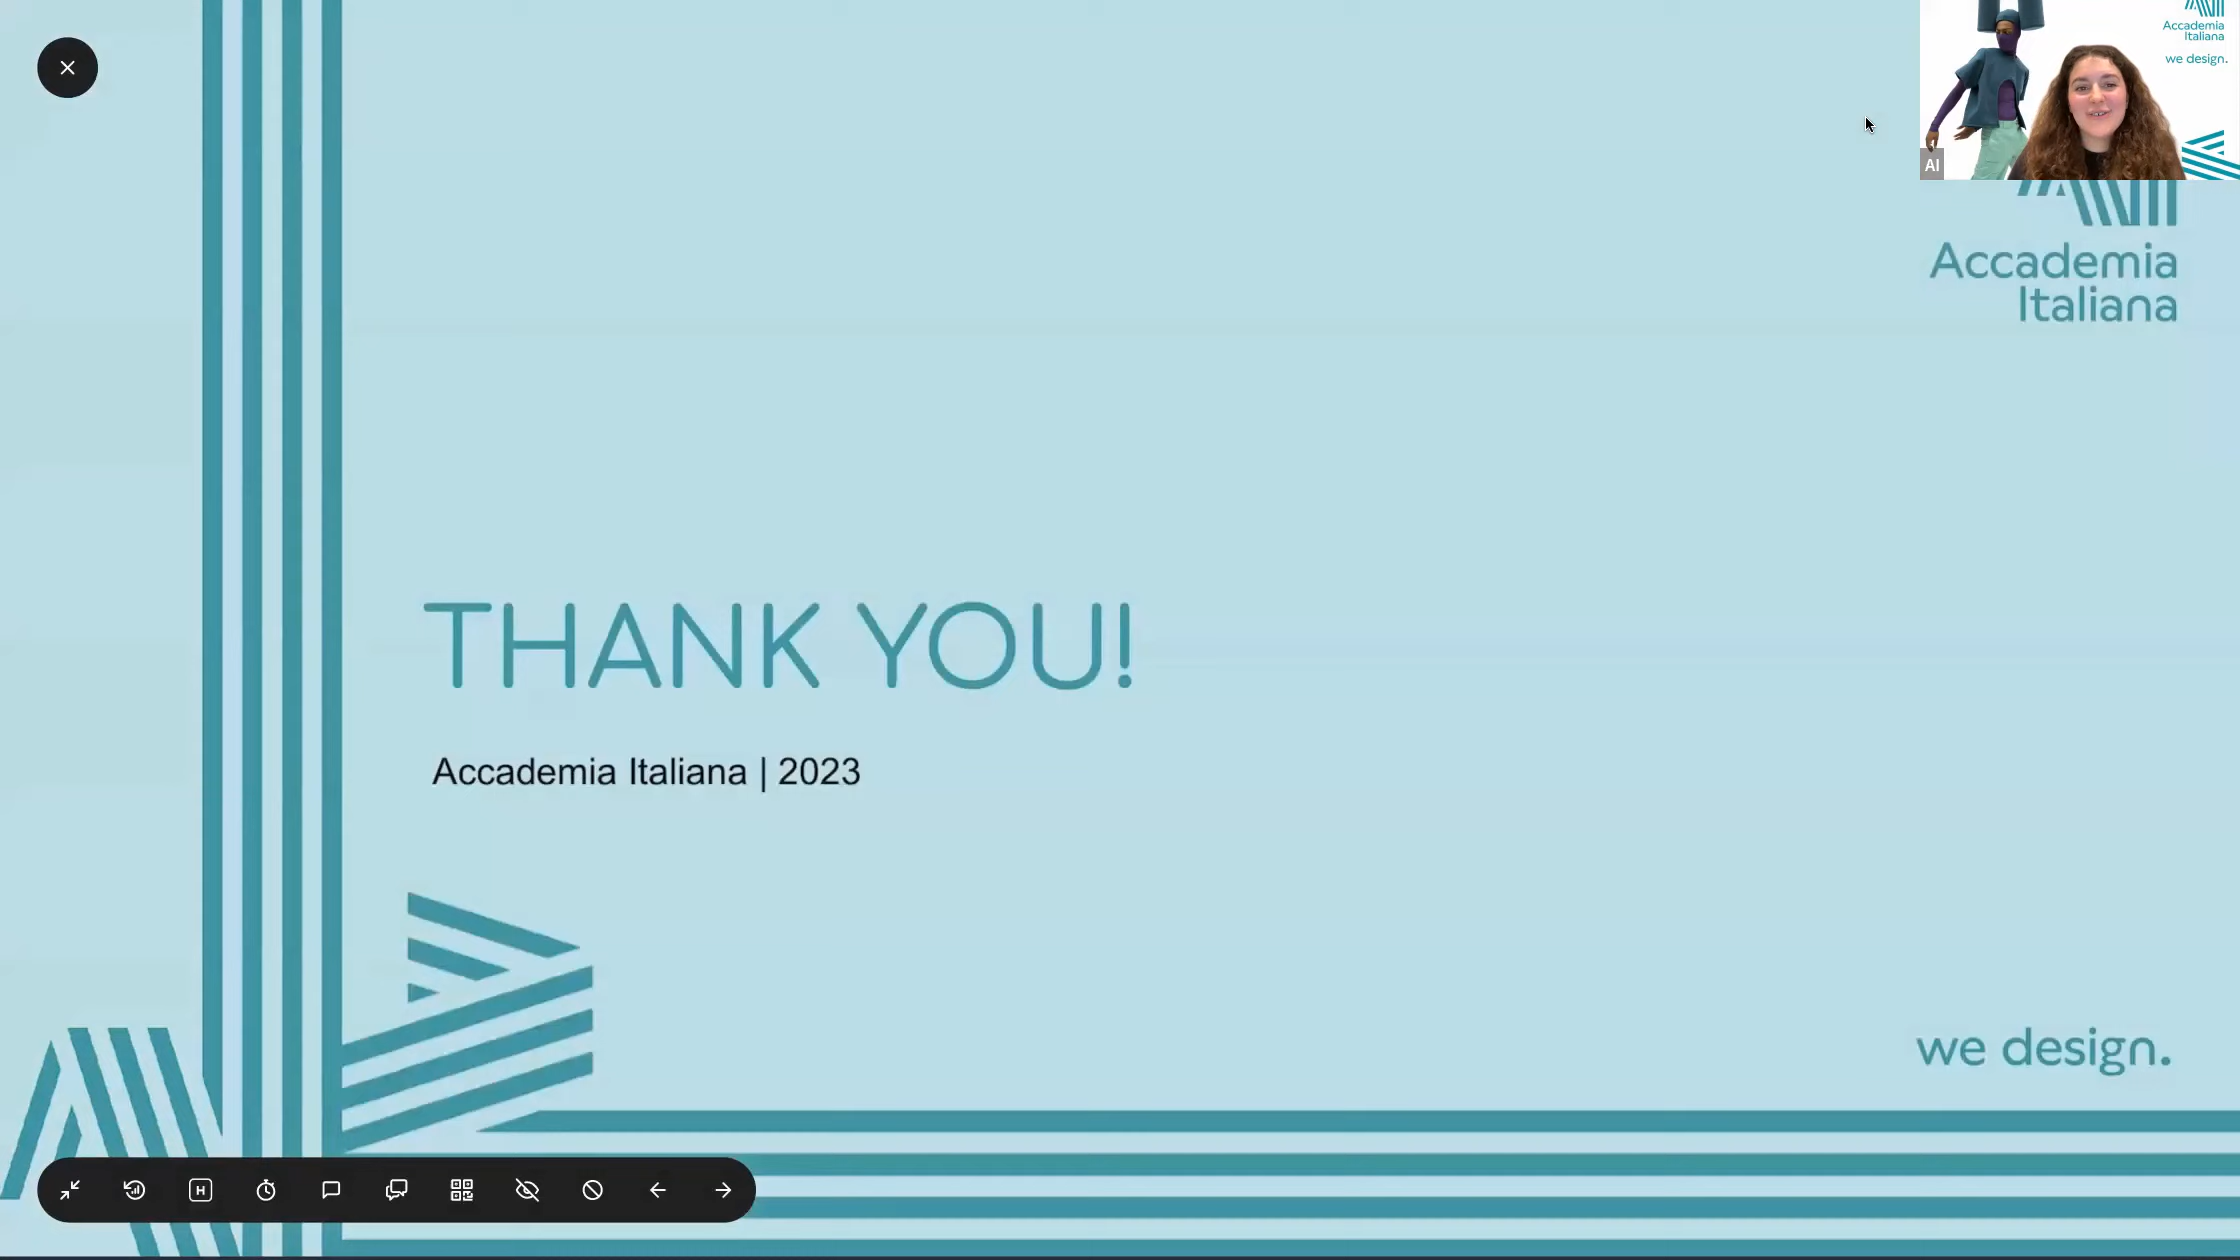 Accademia
Italiana
we design.
AI
Accademia
Italiana
THANK YOU!
Accademia Italiana | 2023
we design.
H